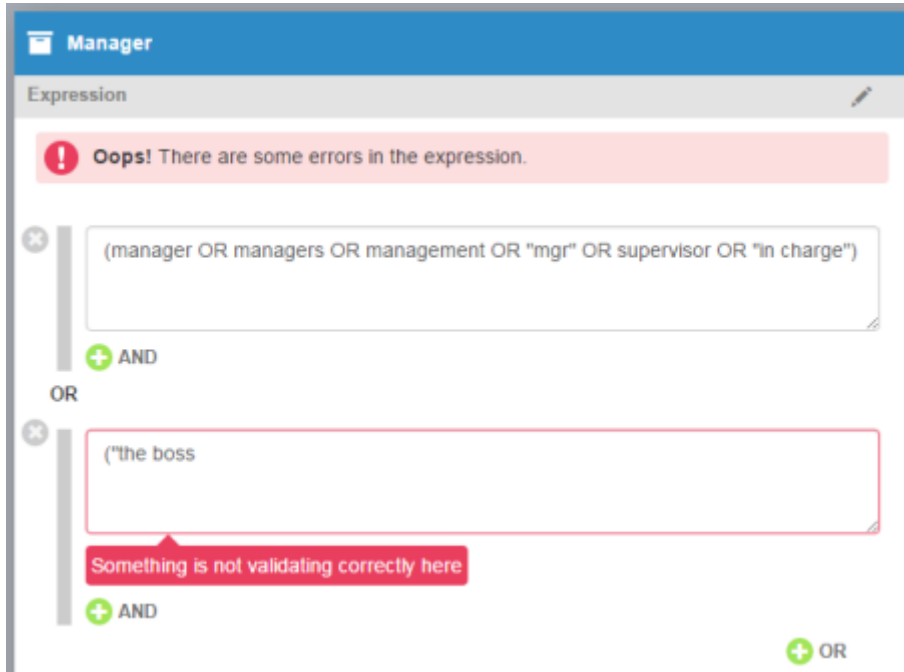 Manager
Expression
Oops! There are some errors in the expression.
(manager OR managers OR management OR "mgr" OR supervisor OR "in charge")
AND
OR
("the boss
Something is not validating correctly here
AND
OR